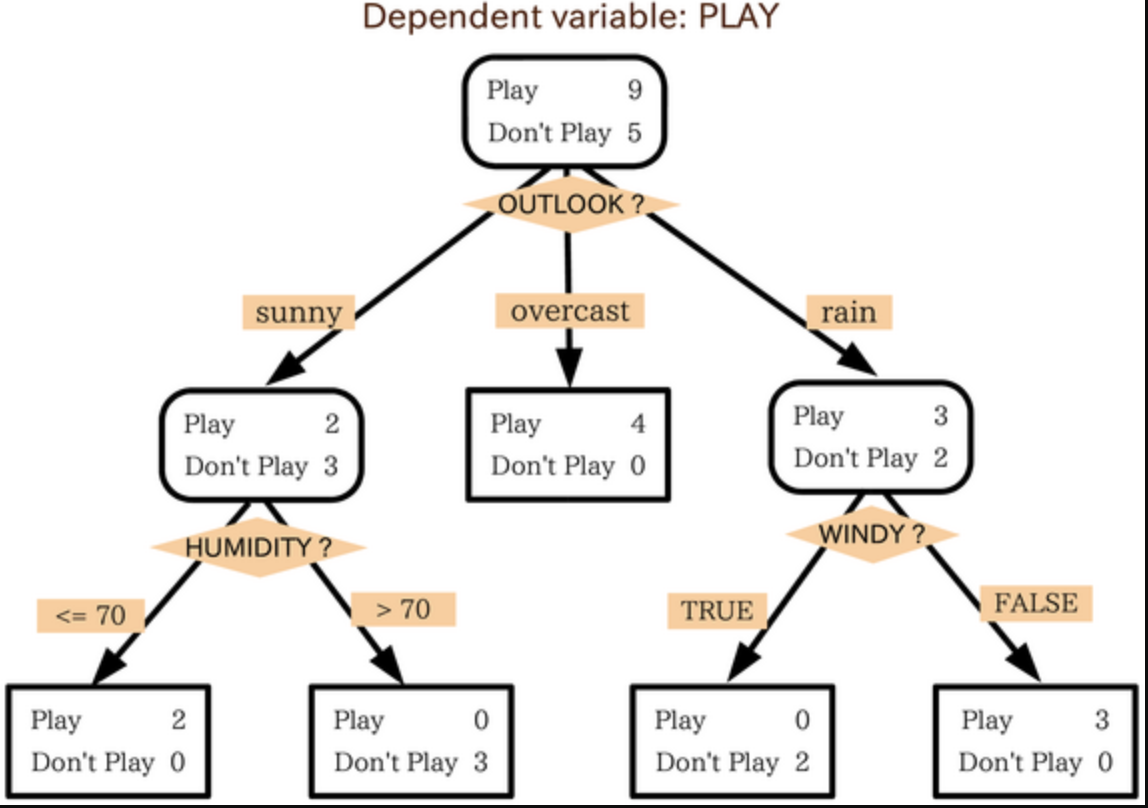 Dependent variable: PLAY
Play 9
Don't Play 5
OUTLOOK ?
sunny
overcast
rain
Play 2
Don't Play 3
Play 4
Don't Play 0
Play 3
Don't Play 2
HUMIDITY ?
WINDY ?
<= 70
> 70
TRUE
FALSE
Play 2
Don't Play 0
Play 0
Don't Play 3
Play 0
Don't Play 2
Play 3
Don't Play 0